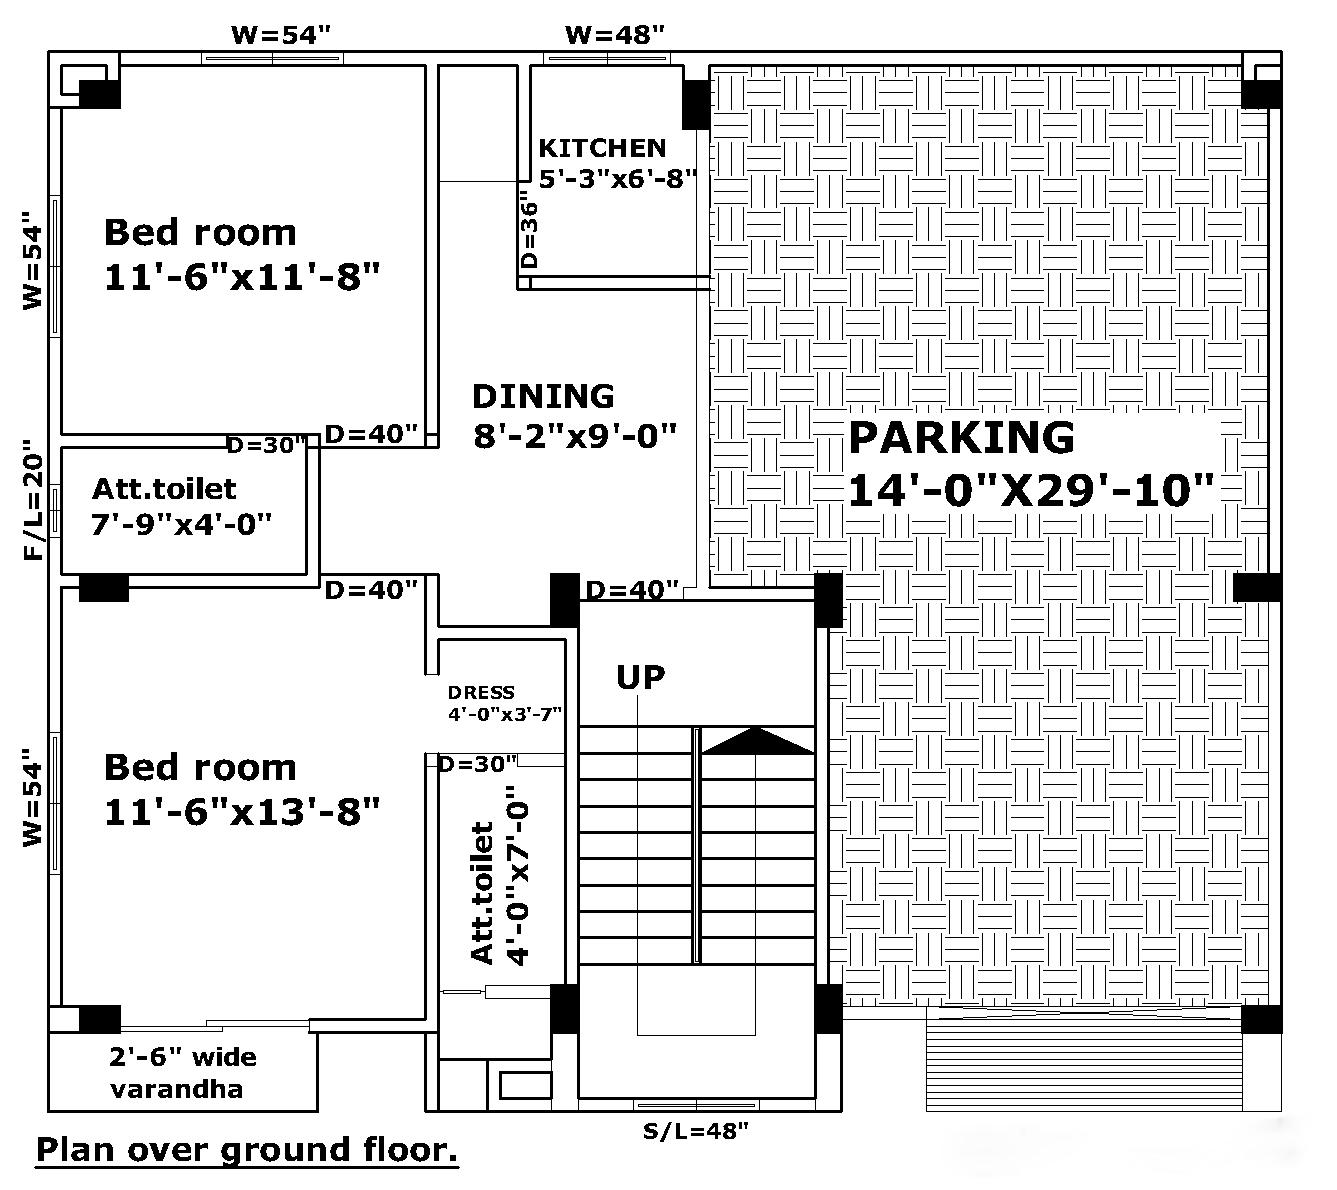 W=54"
W=48"
KITCHEN
5'-3"x6'-8"
D=36"
W=54"
Bed room
11'-6"x11'-8"
DINING
8'-2"x9'-0"
PARKING
14'-0"X29'-10"
D=30"
D=40"
F/L=20"
Att.toilet
7'-9"x4'-0"
D=40"
D=40"
UP
DRESS
4'-0"x3'-7"
D=30"
W=54"
Bed room
11'-6"x13'-8"
Att.toilet
4'-0"x7'-0"
2'-6" wide
varandha
S/L=48"
Plan over ground floor.